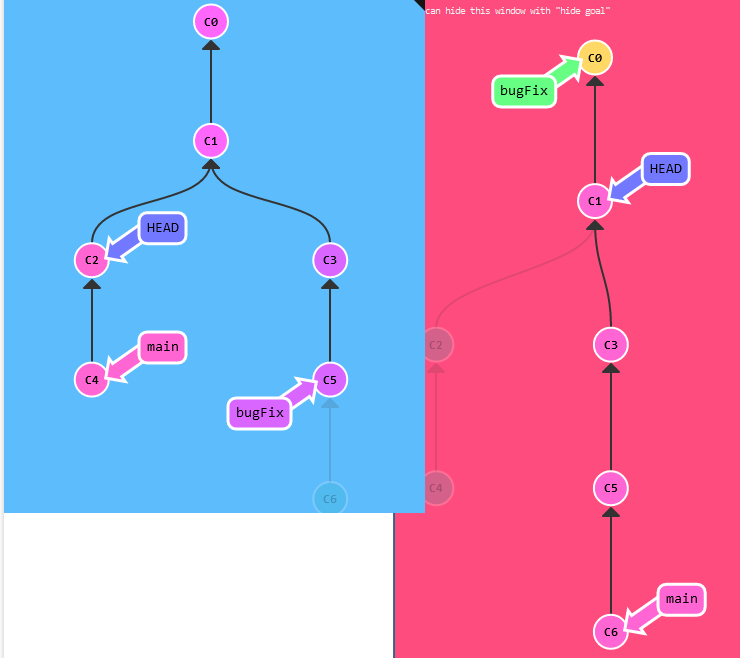 can hide this window with "hide goal"
C0
C1
HEAD
C2
C3
main
C4
C5
bugFix
C6
C0
bugFix
HEAD
C1
C2
C3
C4
C5
main
C6